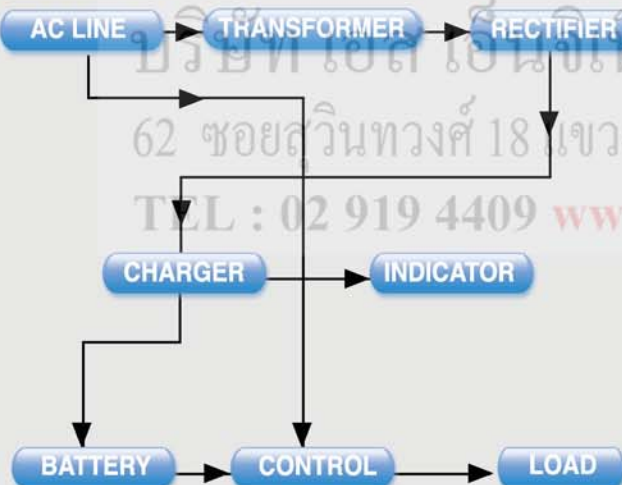 AC LINE TRANSFORMER RECTIFIER
62 ซอยสุวินทวงศ์ 18
TEL : 02 919 4409
CHARGER INDICATOR
BATTERY CONTROL LOAD